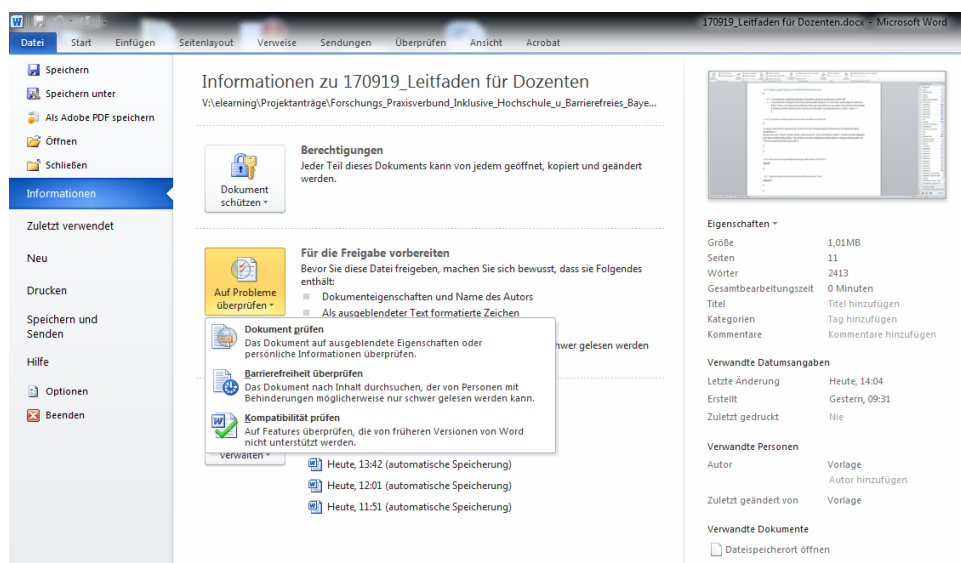 170919_Leitfaden für Dozenten.docx - Microsoft Word
Datei Start Einfügen Seitenlayout Verweise Sendungen Überprüfen Ansicht Acrobat
Speichern
Speichern unter
Als Adobe PDF speichern
Öffnen
Schließen
Informationen
Zuletzt verwendet
Neu
Drucken
Speichern und
Senden
Hilfe
Optionen
Beenden
Informationen zu 170919_Leitfaden für Dozenten
V:\elearning\Projektanträge\Forschungs_Praxisverbund_Inklusive_Hochschule_u_Barrierefreies_Baye...
Dokument
schützen
Berechtigungen
Jeder Teil dieses Dokuments kann von jedem geöffnet, kopiert und geändert
werden.
Auf Probleme
überprüfen
Für die Freigabe vorbereiten
Bevor Sie diese Datei freigeben, machen Sie sich bewusst, dass sie Folgendes
enthält:
Dokumenteigenschaften und Name des Autors
Als ausgeblendeter Text formatierte Zeichen
hwer gelesen werden
Dokument prüfen
Das Dokument auf ausgeblendete Eigenschaften oder
persönliche Informationen überprüfen.
Barrierefreiheit überprüfen
Das Dokument nach Inhalt durchsuchen, der von Personen mit
Behinderungen möglicherweise nur schwer gelesen werden kann.
Kompatibilität prüfen
Auf Features überprüfen, die von früheren Versionen von Word
nicht unterstützt werden.
verwalten
Heute, 13:42 (automatische Speicherung)
Heute, 12:01 (automatische Speicherung)
Heute, 11:51 (automatische Speicherung)
Eigenschaften
Größe 1,01MB
Seiten 11
Wörter 2413
Gesamtbearbeitungszeit 0 Minuten
Titel Titel hinzufügen
Kategorien Tag hinzufügen
Kommentare Kommentare hinzufügen
Verwandte Datumsangaben
Letzte Änderung Heute, 14:04
Erstellt Gestern, 09:31
Zuletzt gedruckt Nie
Verwandte Personen
Autor Vorlage
Autor hinzufügen
Zuletzt geändert von Vorlage
Verwandte Dokumente
Dateispeicherort öffnen